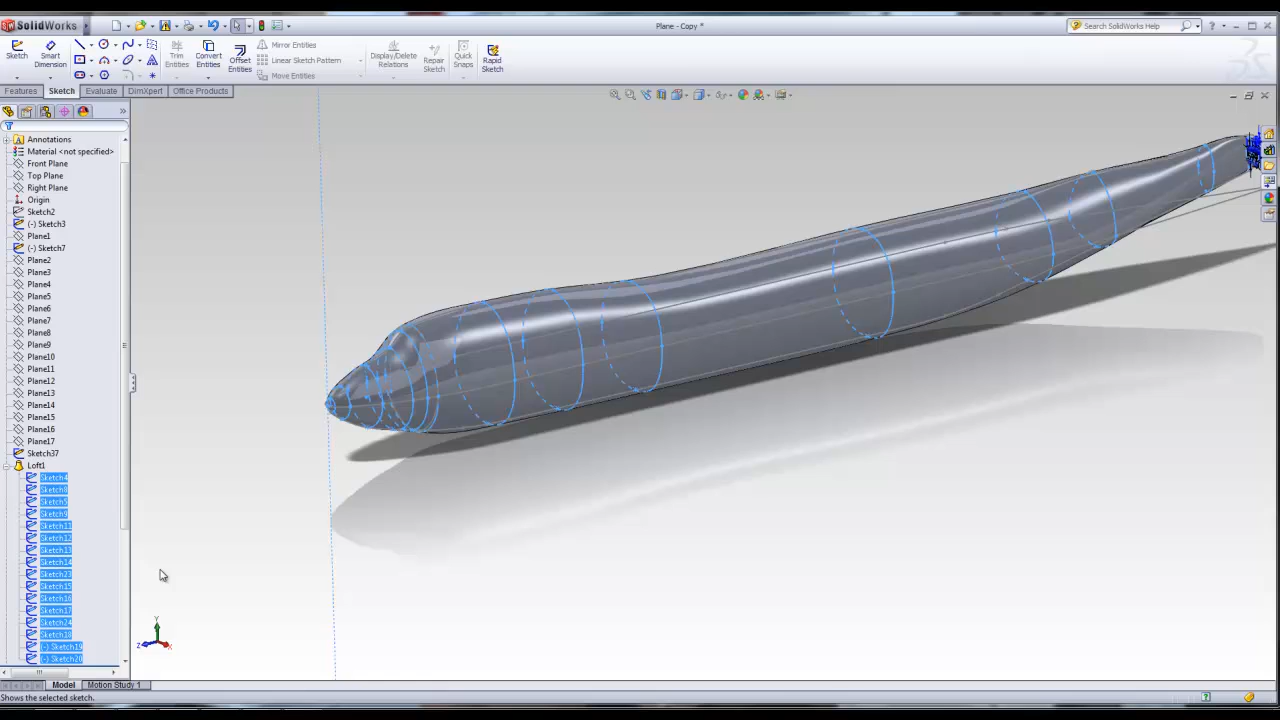 SolidWorks
Plane - Copy *
Search SolidWorks Help
Sketch
Smart Dimension
Trim Entities
Convert Entities
Offset Entities
Mirror Entities
Linear Sketch Pattern
Move Entities
Display/Delete Relations
Repair Sketch
Quick Snaps
Rapid Sketch
Features
Sketch
Evaluate
DimXpert
Office Products
Annotations
Material <not specified>
Front Plane
Top Plane
Right Plane
Origin
Sketch2
(-) Sketch3
Plane1
(-) Sketch7
Plane2
Plane3
Plane4
Plane5
Plane6
Plane7
Plane8
Plane9
Plane10
Plane11
Plane12
Plane13
Plane14
Plane15
Plane16
Plane17
Sketch37
Loft1
Sketch4
Sketch8
Sketch5
Sketch9
Sketch11
Sketch12
Sketch13
Sketch14
Sketch23
Sketch15
Sketch16
Sketch17
Sketch24
Sketch18
(-) Sketch19
(-) Sketch20
Y
Z
X
Model
Motion Study 1
Shows the selected sketch.